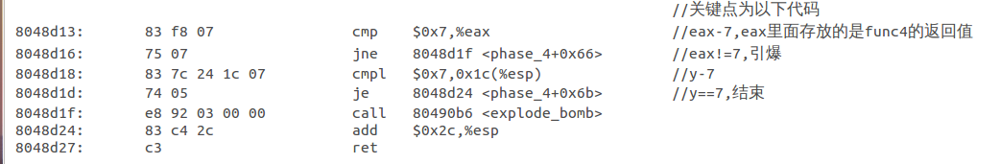 //关键点为以下代码
8048d13: 83 f8 07 cmp $0x7,%eax //eax-7,eax里面存放的是func4的返回值
8048d16: 75 07 jne 8048d1f <phase_4+0x66> //eax!=7,引爆
8048d18: 83 7c 24 1c 07 cmpl $0x7,0x1c(%esp) //y-7
8048d1d: 74 05 je 8048d24 <phase_4+0x6b> //y==7,结束
8048d1f: e8 92 03 00 00 call 80490b6 <explode_bomb>
8048d24: 83 c4 2c add $0x2c,%esp
8048d27: c3 ret